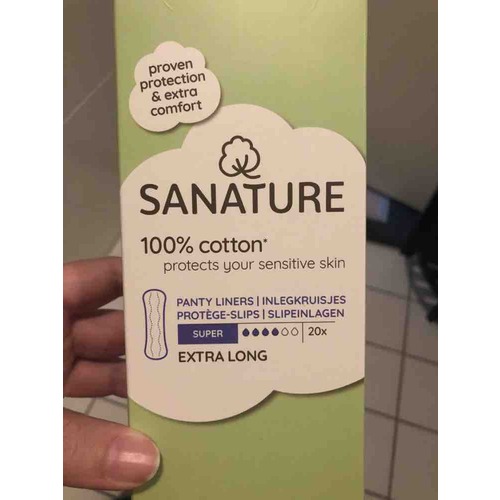 proven
protection
& extra
comfort
SANATURE
100% cotton*
protects your sensitive skin
PANTY LINERS | INLEGKRUISJES
PROTÈGE-SLIPS | SLIPEINLAGEN
SUPER 20x
EXTRA LONG